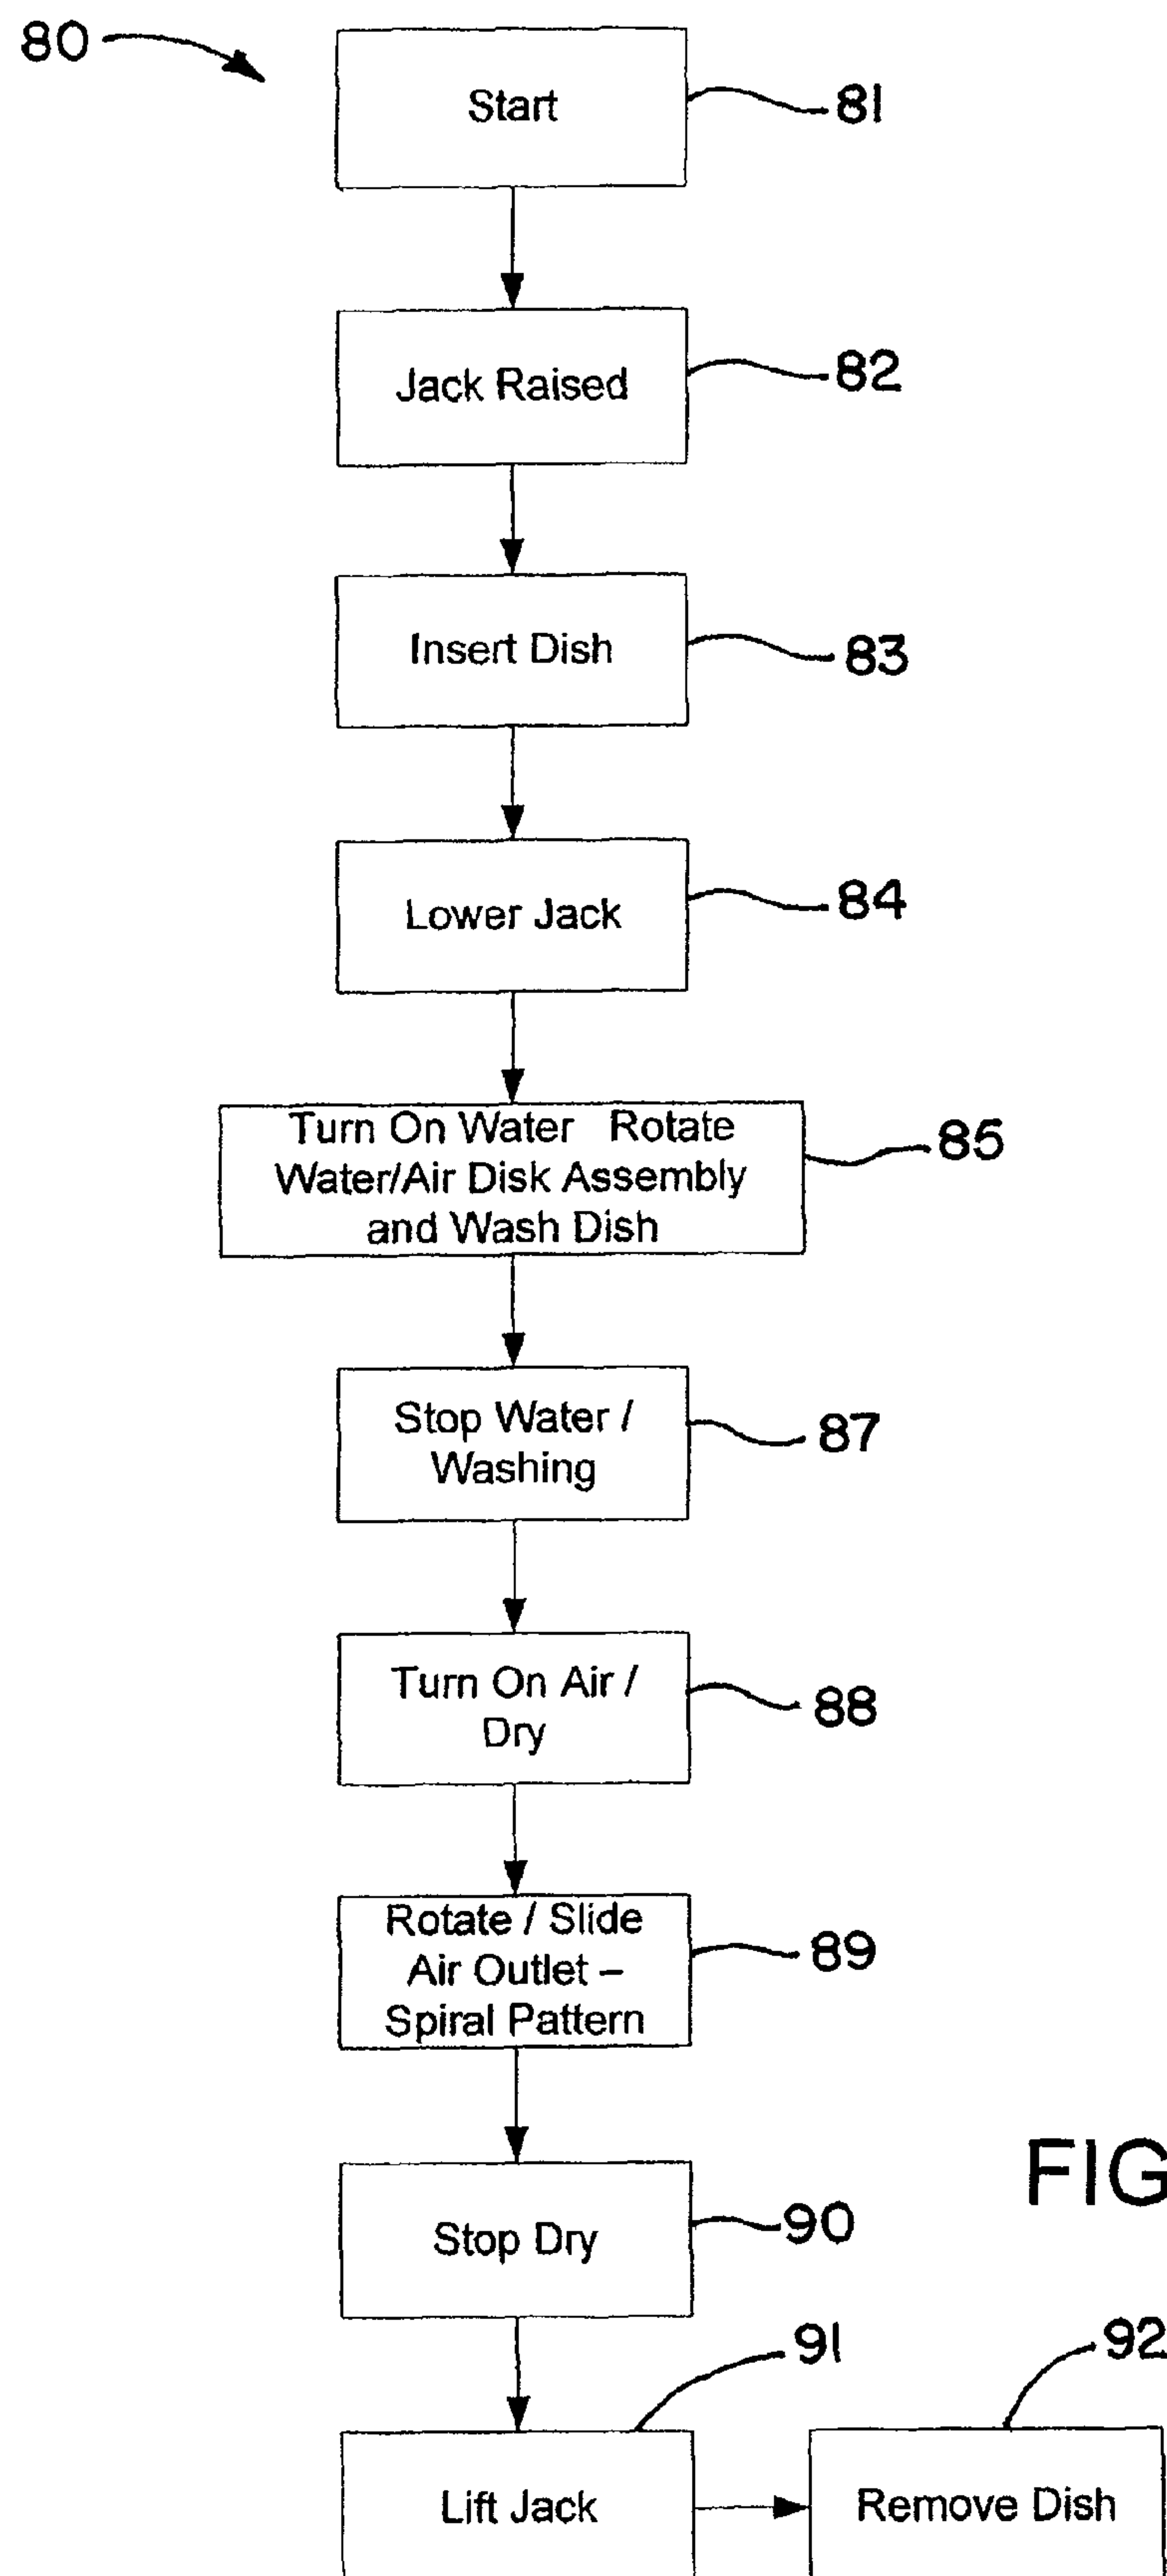 80
Start
81
Jack Raised
82
Insert Dish
83
Lower Jack
84
Turn On Water Rotate
Water/Air Disk Assembly
and Wash Dish
85
Stop Water /
Washing
87
Turn On Air /
Dry
88
Rotate / Slide
Air Outlet –
Spiral Pattern
89
FIG
Stop Dry
90
91
92
Lift Jack
Remove Dish